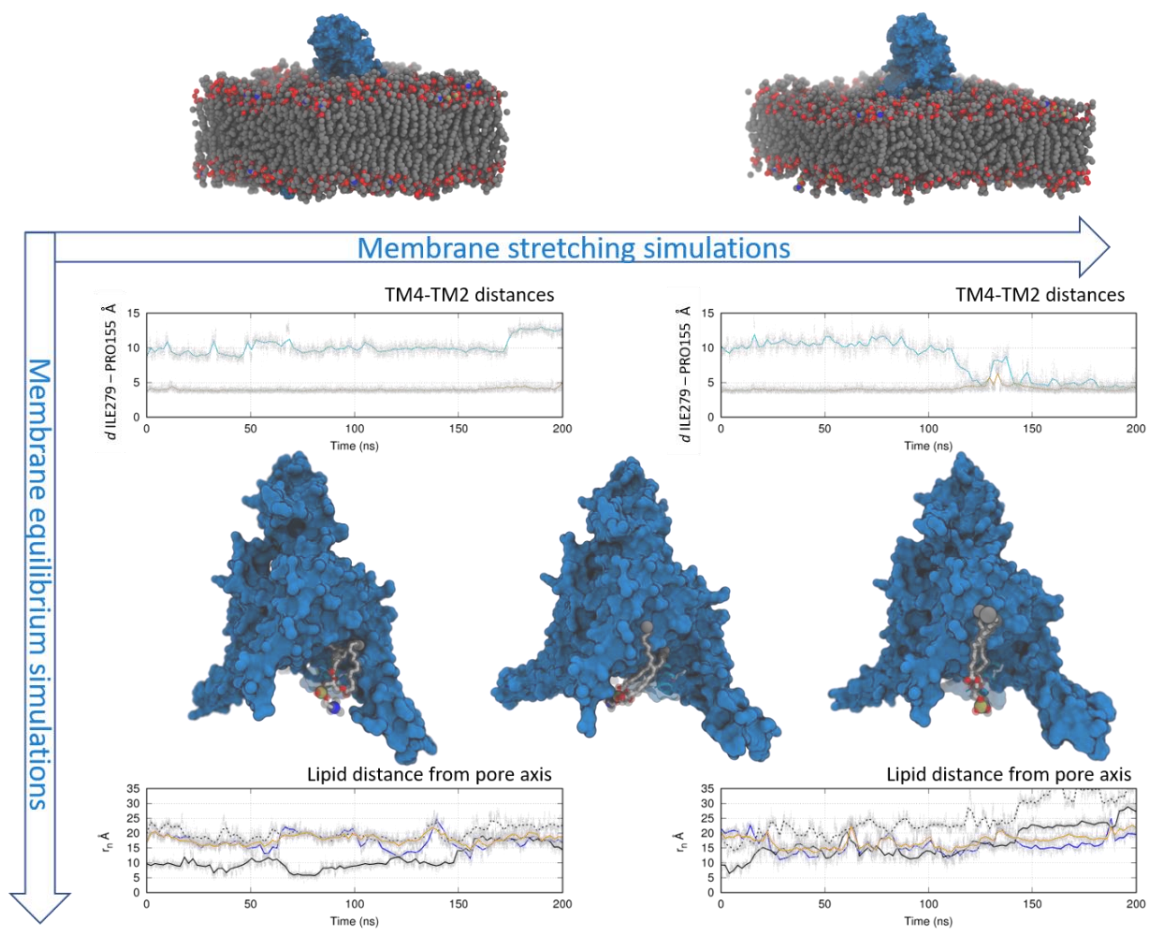 Membrane stretching simulations
Membrane equilibrium simulations
TM4-TM2 distances
d ILE279 – PRO155 Å
15
10
5
0
0 50 100 150 200
Time (ns)
TM4-TM2 distances
d ILE279 – PRO155 Å
15
10
5
0
0 50 100 150 200
Time (ns)
Lipid distance from pore axis
rn Å
35
30
25
20
15
10
5
0
0 50 100 150 200
Time (ns)
Lipid distance from pore axis
rn Å
35
30
25
20
15
10
5
0
0 50 100 150 200
Time (ns)